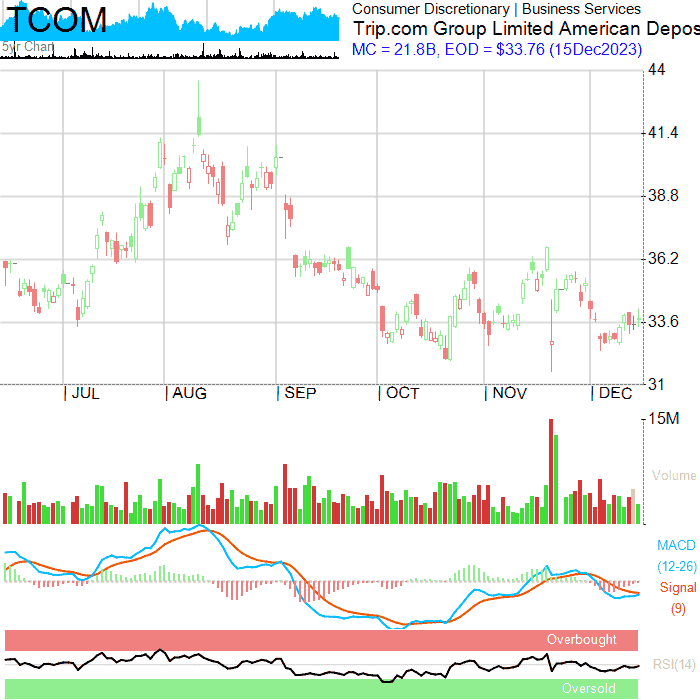 TCOM
5yr Chart
Consumer Discretionary | Business Services
Trip.com Group Limited American Depos
MC = 21.8B, EOD = $33.76 (15Dec2023)
44
41.4
38.8
36.2
33.6
31
JUL AUG SEP OCT NOV DEC
15M
Volume
MACD
(12-26)
Signal
(9)
Overbought
RSI(14)
Oversold